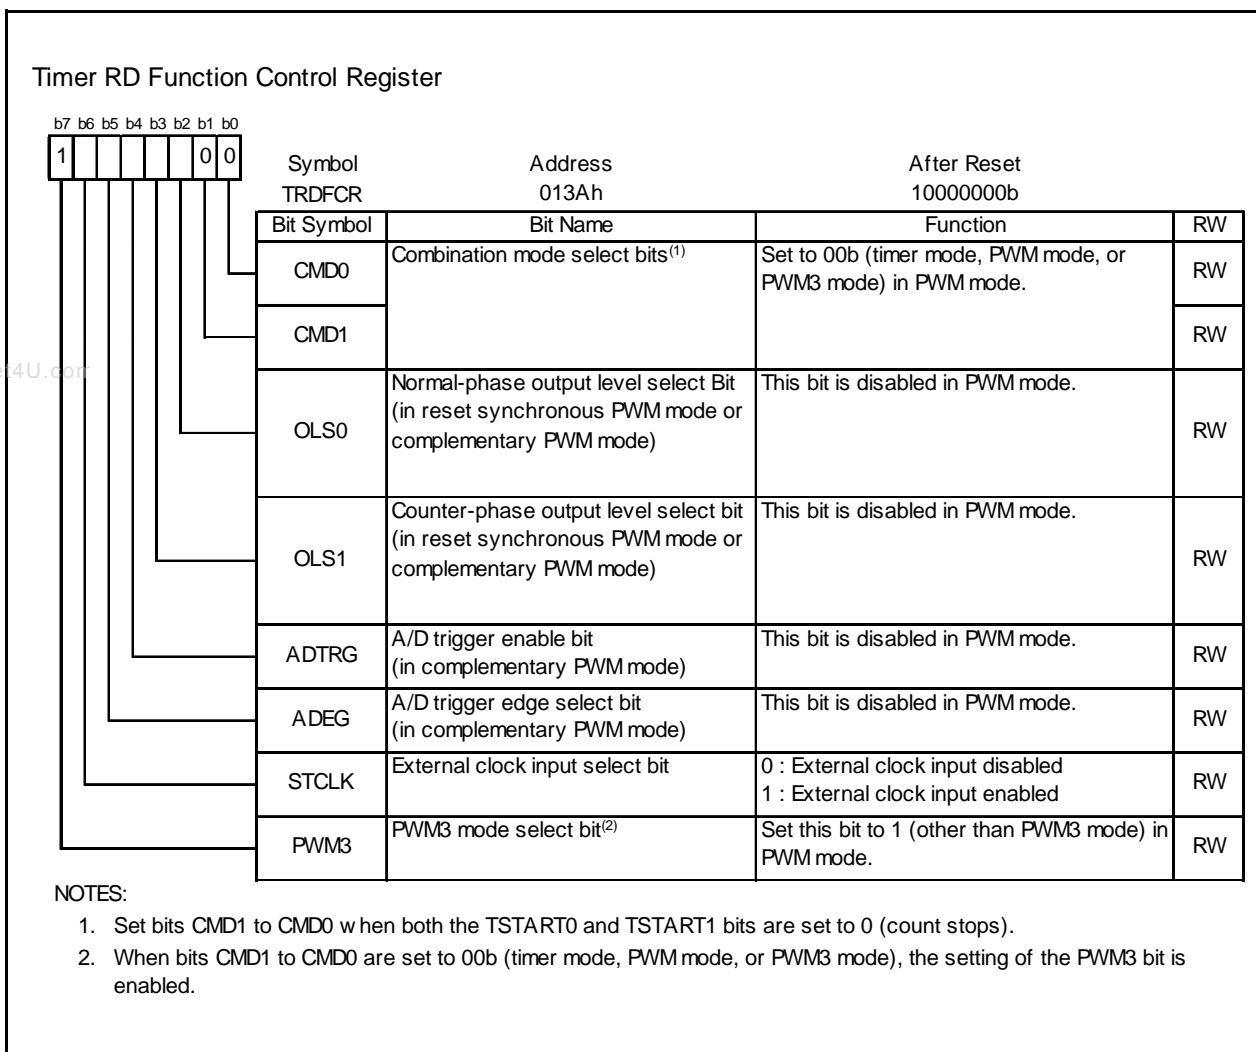 Timer RD Function Control Register
b7 b6 b5 b4 b3 b2 b1 b0
1 0 0
Symbol Address After Reset
TRDFCR 013Ah 10000000b
Bit Symbol Bit Name Function RW
CMD0 Combination mode select bits(1) Set to 00b (timer mode, PWM mode, or
PWM3 mode) in PWM mode. RW
CMD1 RW
et4U.com
OLS0 Normal-phase output level select Bit
(in reset synchronous PWM mode or
complementary PWM mode) This bit is disabled in PWM mode. RW
OLS1 Counter-phase output level select bit
(in reset synchronous PWM mode or
complementary PWM mode) This bit is disabled in PWM mode. RW
ADTRG A/D trigger enable bit
(in complementary PWM mode) This bit is disabled in PWM mode. RW
ADEG A/D trigger edge select bit
(in complementary PWM mode) This bit is disabled in PWM mode. RW
STCLK External clock input select bit 0 : External clock input disabled
1 : External clock input enabled RW
PWM3 PWM3 mode select bit(2) Set this bit to 1 (other than PWM3 mode) in
PWM mode. RW
NOTES:
1. Set bits CMD1 to CMD0 when both the TSTART0 and TSTART1 bits are set to 0 (count stops).
2. When bits CMD1 to CMD0 are set to 00b (timer mode, PWM mode, or PWM3 mode), the setting of the PWM3 bit is
enabled.